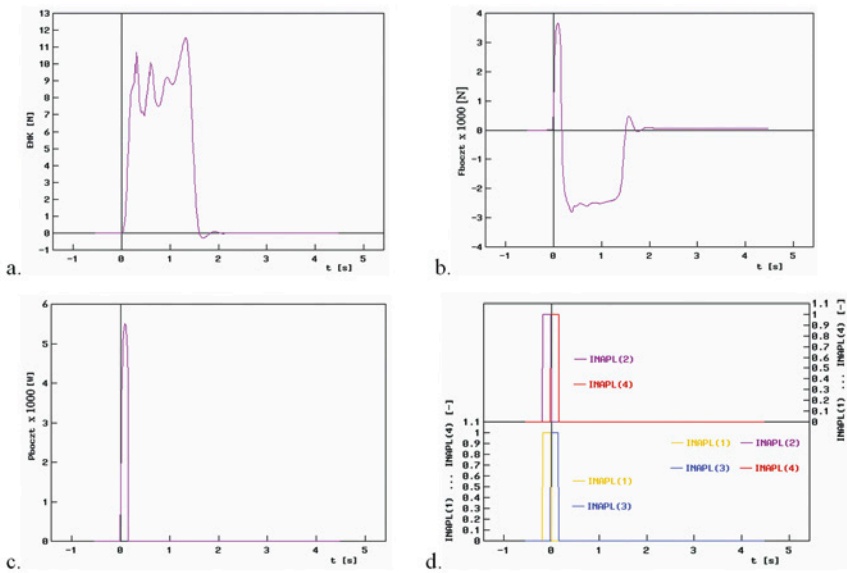 13
12
11
10
9
8
7
6
5
4
3
2
1
0
-1
EMK [M]
-1 0 1 2 3 4 5
t [s]
a.
4
3
2
1
0
-1
-2
-3
-4
Fboczt x 1000 [N]
-1 0 1 2 3 4 5
t [s]
b.
6
5
4
3
2
1
0
Pboczt x 1000 [W]
-1 0 1 2 3 4 5
t [s]
c.
1.1
1
0.9
0.8
0.7
0.6
0.5
0.4
0.3
0.2
0.1
0
INAPL(1) ... INAPL(4) [-]
INAPL(2)
INAPL(4)
1.1
1
0.9
0.8
0.7
0.6
0.5
0.4
0.3
0.2
0.1
0
INAPL(1) ... INAPL(4) [-]
INAPL(1) INAPL(2)
INAPL(3) INAPL(4)
INAPL(1)
INAPL(3)
-1 0 1 2 3 4 5
t [s]
d.